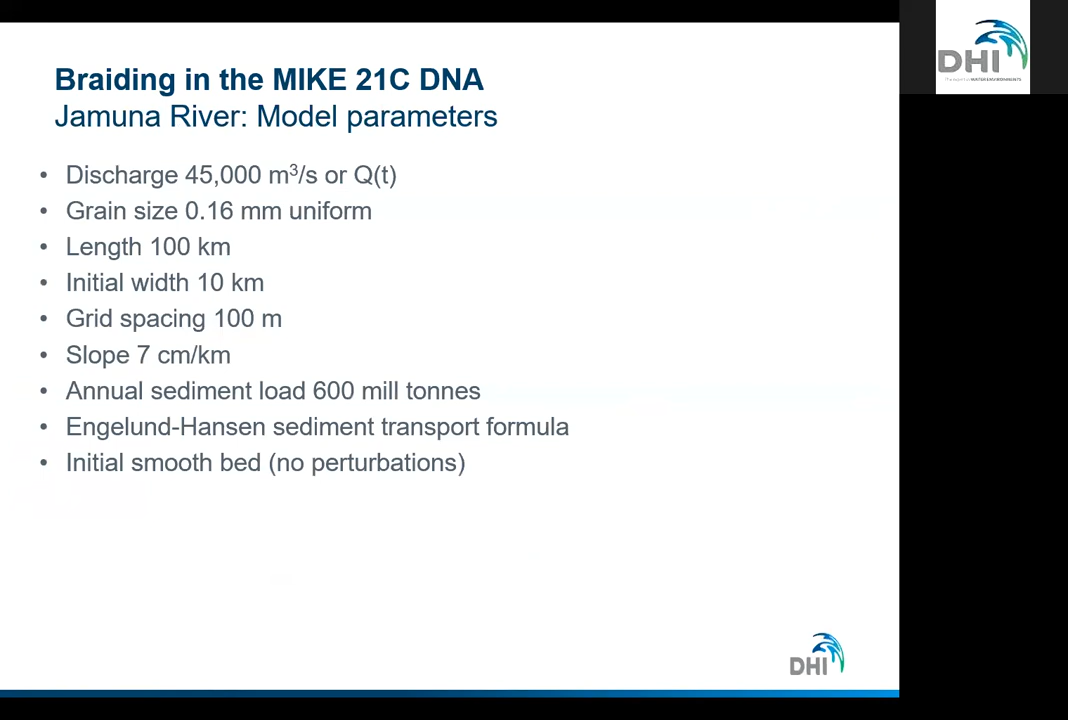 Braiding in the MIKE 21C DNA
Jamuna River: Model parameters
• Discharge 45,000 m³/s or Q(t)
• Grain size 0.16 mm uniform
• Length 100 km
• Initial width 10 km
• Grid spacing 100 m
• Slope 7 cm/km
• Annual sediment load 600 mill tonnes
• Engelund-Hansen sediment transport formula
• Initial smooth bed (no perturbations)
DHI
DHI